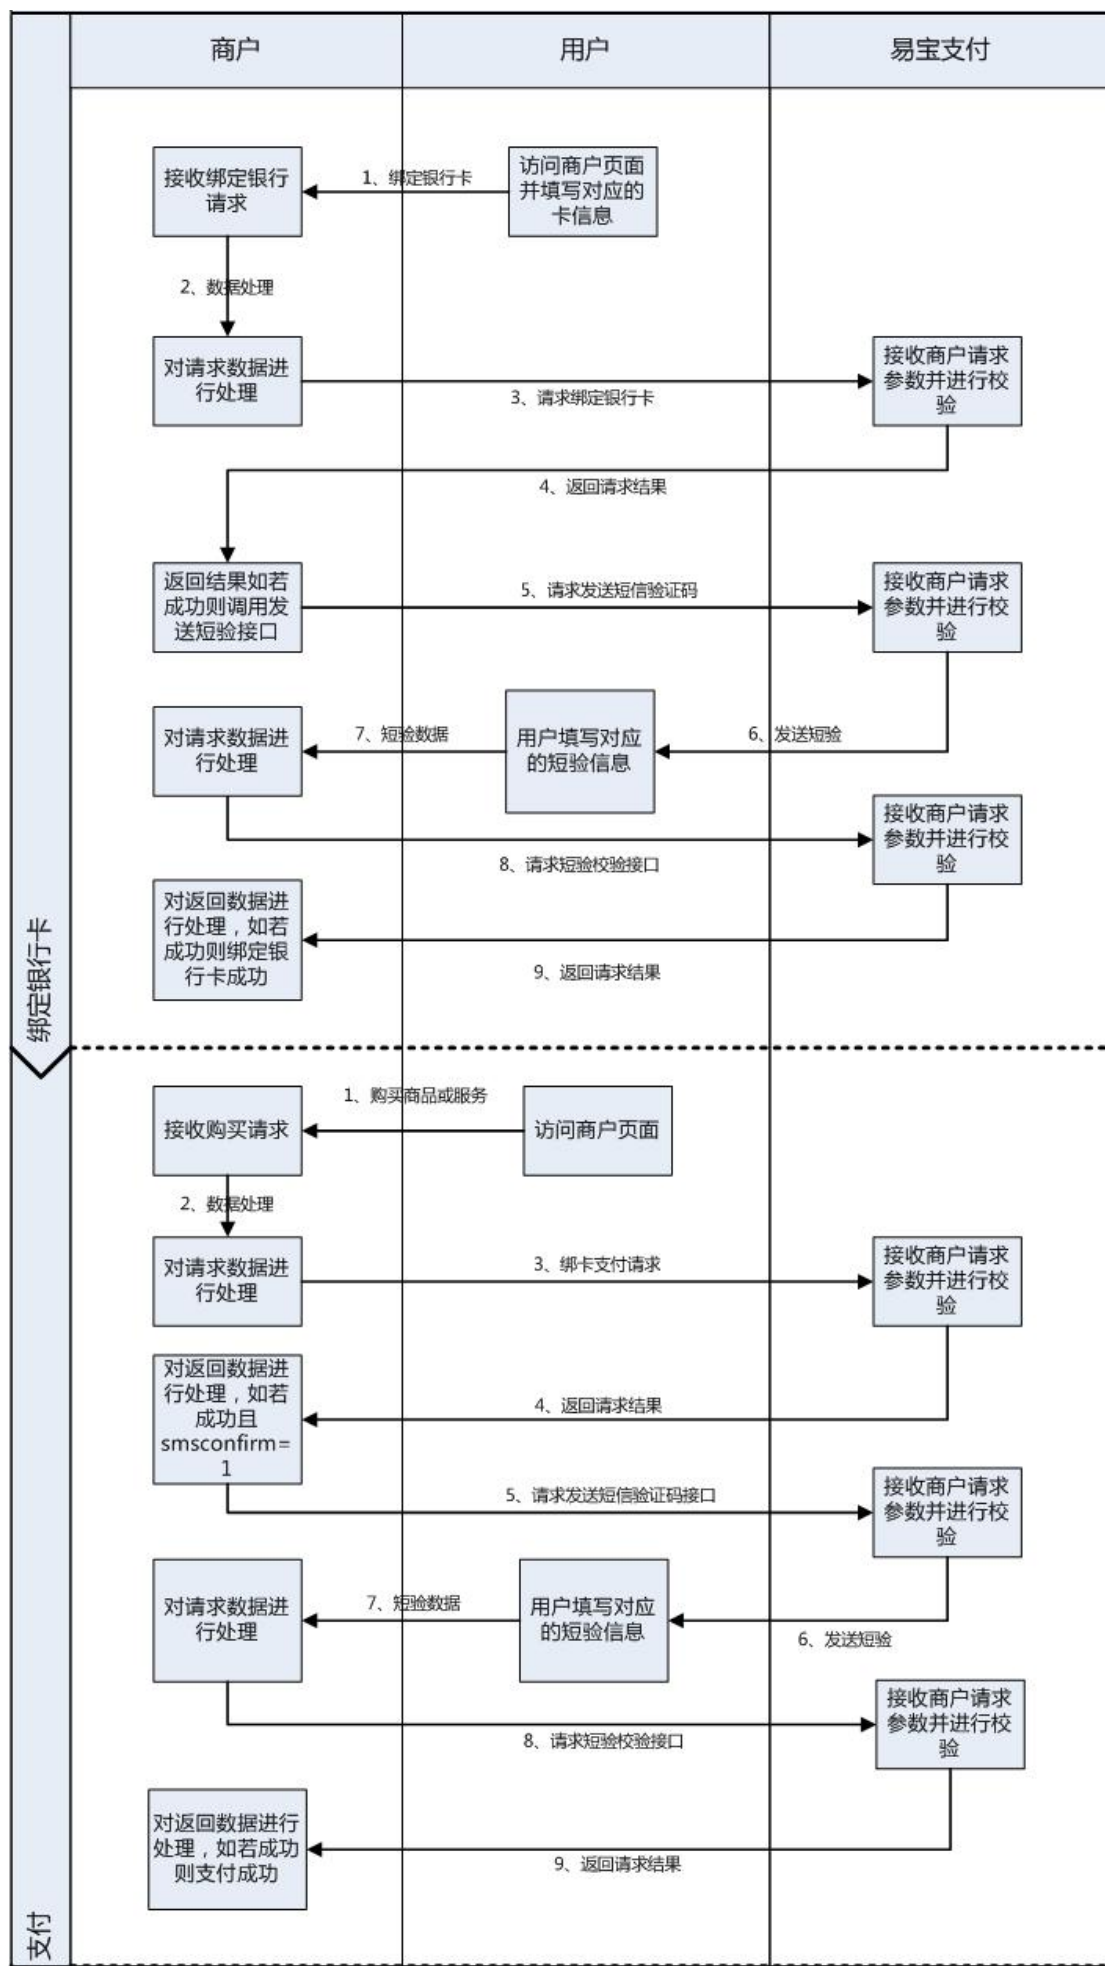 商户
用户
易宝支付
绑定银行卡
接收绑定银行
请求
1、绑定银行卡
访问商户页面
并填写对应的
卡信息
2、数据处理
对请求数据进
行处理
3、请求绑定银行卡
接收商户请求
参数并进行校
验
4、返回请求结果
返回结果如若
成功则调用发
送短验接口
5、请求发送短信验证码
接收商户请求
参数并进行校
验
6、发送短验
用户填写对应
的短验信息
7、短验数据
对请求数据进
行处理
8、请求短验校验接口
接收商户请求
参数并进行校
验
9、返回请求结果
对返回数据进
行处理，如若
成功则绑定银
行卡成功
支付
接收购买请求
1、购买商品或服务
访问商户页面
2、数据处理
对请求数据进
行处理
3、绑卡支付请求
接收商户请求
参数并进行校
验
4、返回请求结果
对返回数据进
行处理，如若
成功且
smsconfirm=
1
5、请求发送短信验证码接口
接收商户请求
参数并进行校
验
6、发送短验
用户填写对应
的短验信息
7、短验数据
对请求数据进
行处理
8、请求短验校验接口
接收商户请求
参数并进行校
验
9、返回请求结果
对返回数据进行
处理，如若成功
则支付成功